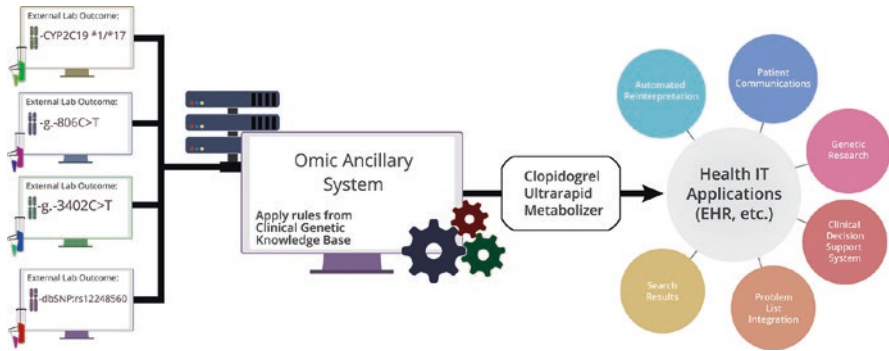 External Lab Outcome:
-CYP2C19 *1/*17
External Lab Outcome:
-g.-806C>T
External Lab Outcome:
-g.-3402C>T
External Lab Outcome:
-dbSNP:rs12248560
Omic Ancillary
System
Apply rules from
Clinical Genetic
Knowledge Base
Clopidogrel
Ultrarapid
Metabolizer
Health IT
Applications
(EHR, etc.)
Automated
Reinterpretation
Patient
Communications
Genetic
Research
Clinical
Decision
Support
System
Problem
List
Integration
Search
Results